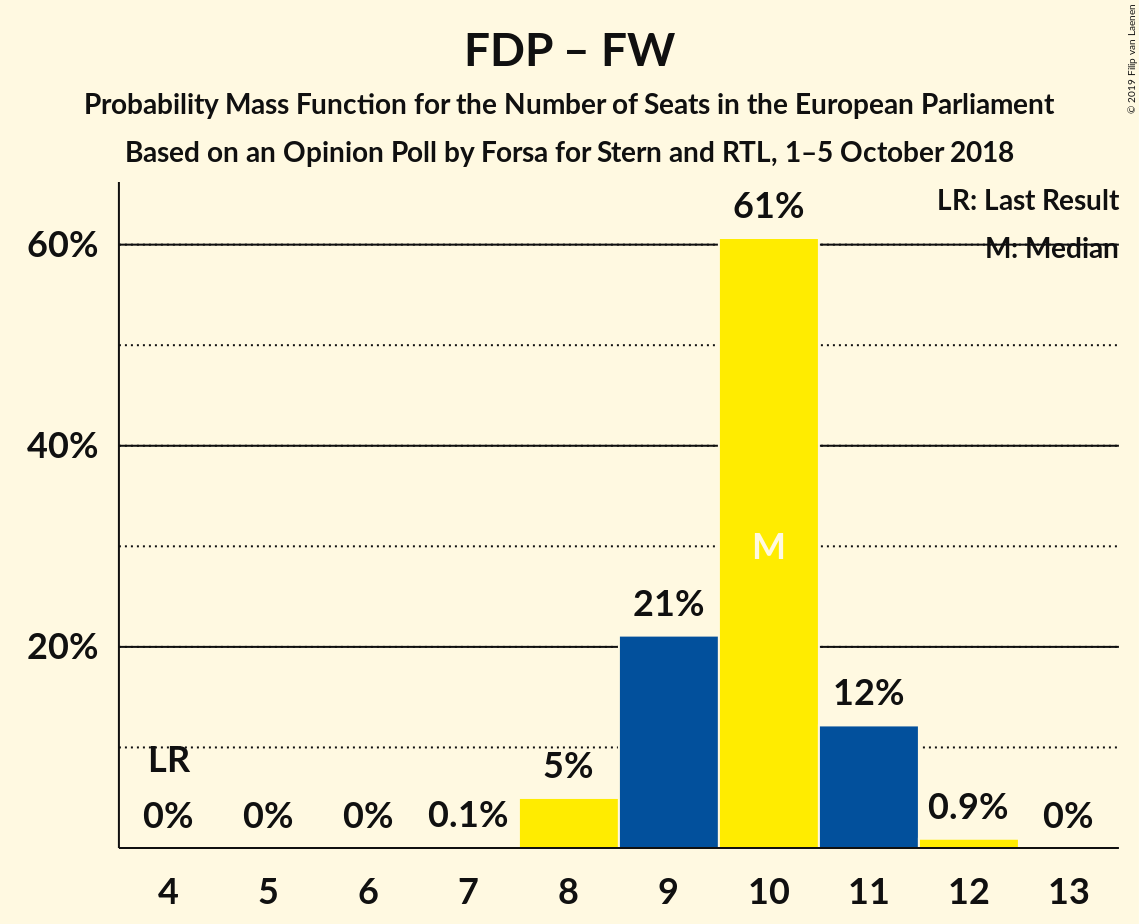 FDP – FW
Probability Mass Function for the Number of Seats in the European Parliament
Based on an Opinion Poll by Forsa for Stern and RTL, 1–5 October 2018
© 2019 Filip van Laenen
LR: Last Result
M: Median
61%
60%
40%
M
21%
20%
12%
LR
5%
0%
0%
0%
0.1%
0.9%
0%
4 5 6 7 8 9 10 11 12 13